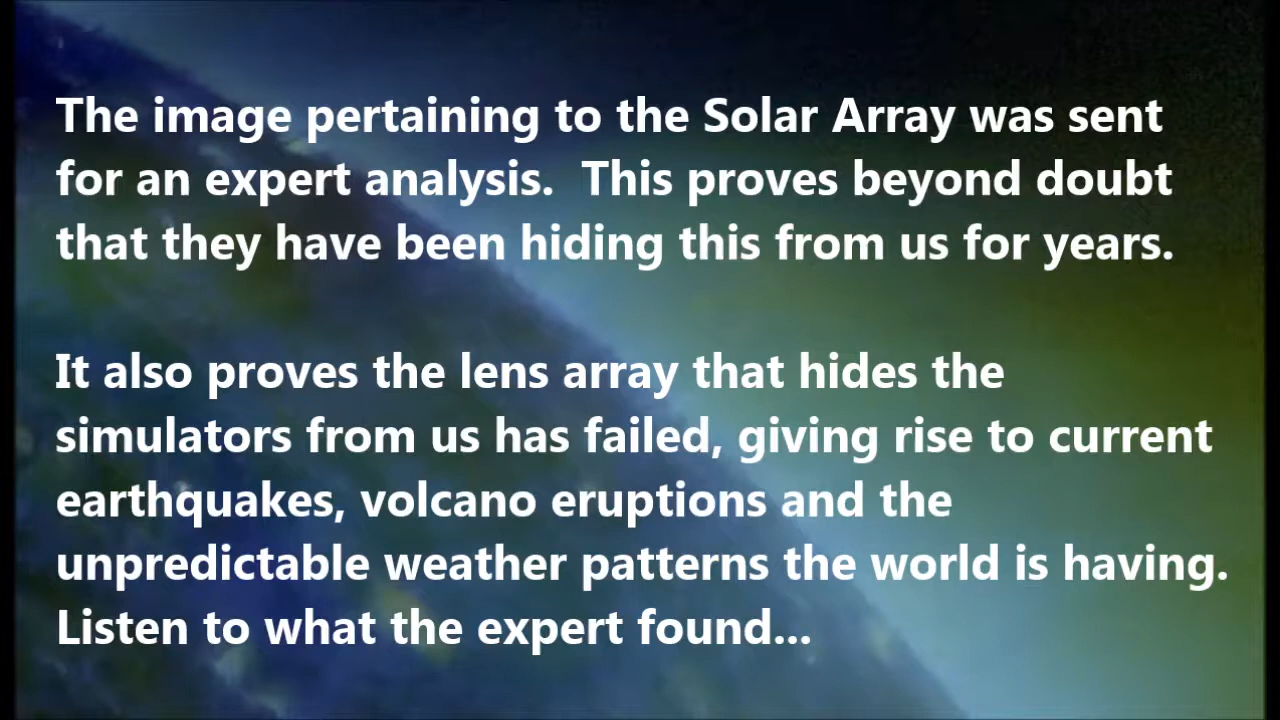 The image pertaining to the Solar Array was sent
for an expert analysis.  This proves beyond doubt
that they have been hiding this from us for years.
It also proves the lens array that hides the
simulators from us has failed, giving rise to current
earthquakes, volcano eruptions and the
unpredictable weather patterns the world is having.
Listen to what the expert found...